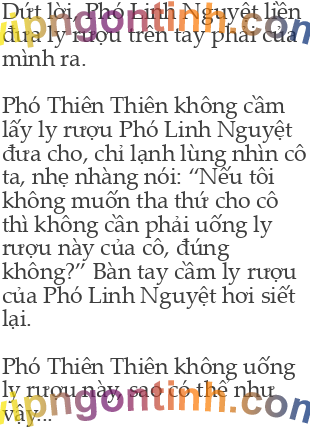 Dứt lời, Phó Linh Nguyệt liền
đưa ly rượu trên tay phải của
mình ra.

Phó Thiên Thiên không cầm
lấy ly rượu Phó Linh Nguyệt
đưa cho, chỉ lạnh lùng nhìn cô
ta, nhẹ nhàng nói: “Nếu tôi
không muốn tha thứ cho cô
thì không cần phải uống ly
rượu này của cô, đúng
không?” Bàn tay cầm ly rượu
của Phó Linh Nguyệt hơi siết
lại.

Phó Thiên Thiên không uống
ly rượu này, sao có thể như
vậy...
vipngontinh.com
vipngontinh.com